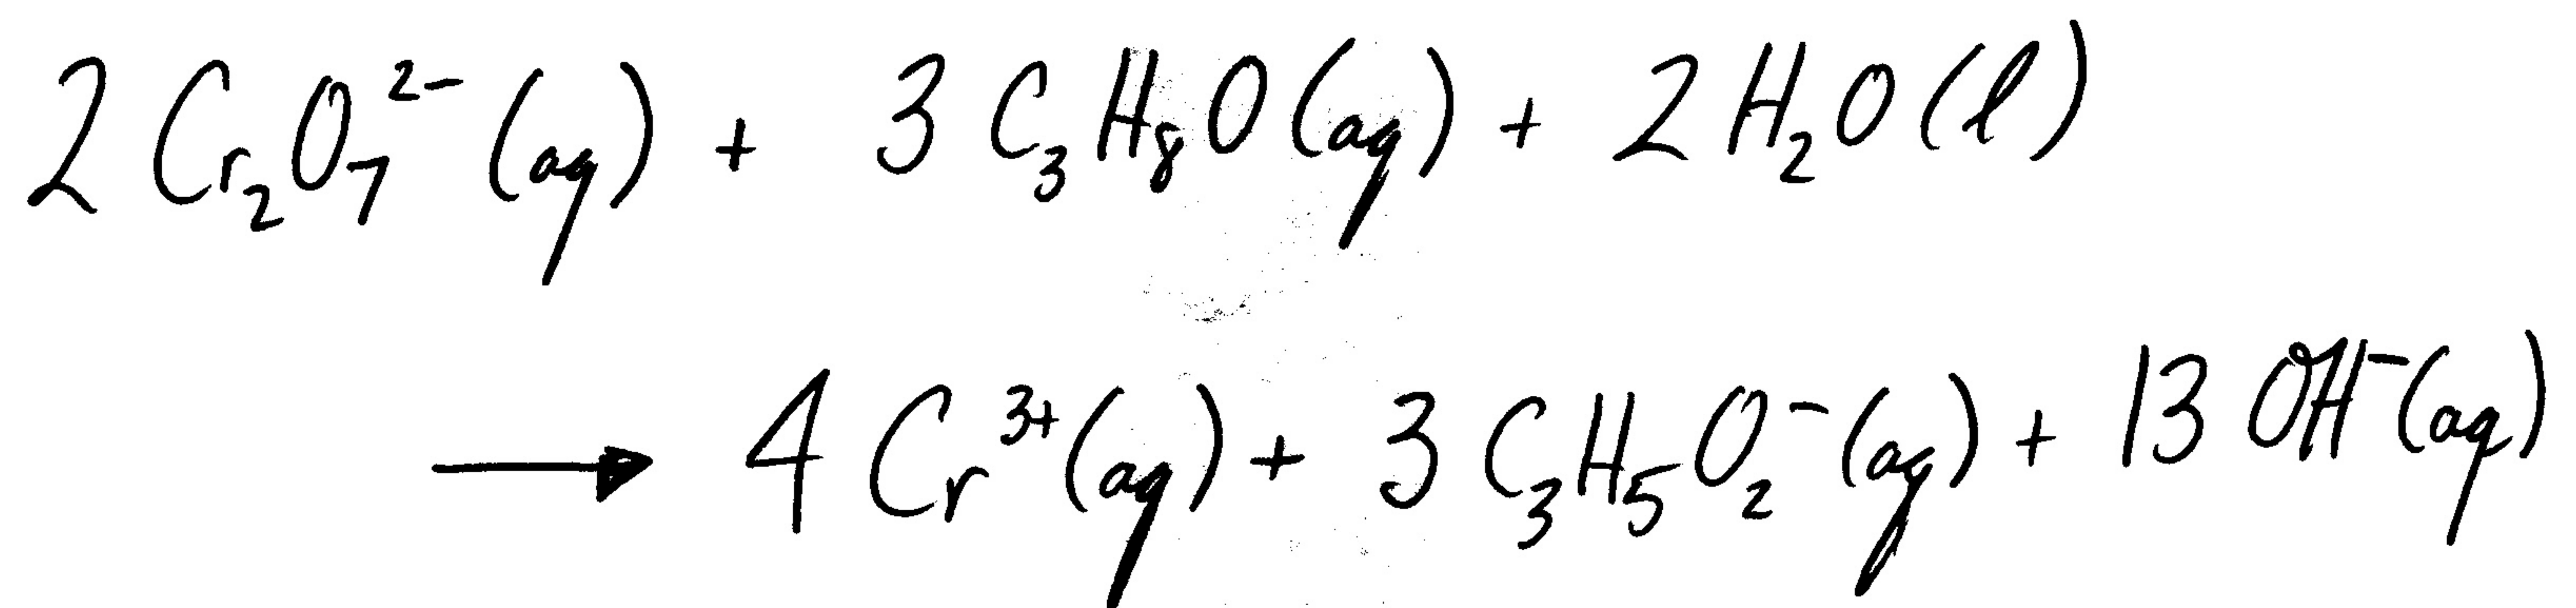 2 Cr₂O₇²⁻ (aq) + 3 C₃H₈O (aq) + 2 H₂O (l)
⟶ 4 Cr³⁺ (aq) + 3 C₃H₅O₂⁻ (aq) + 13 OH⁻ (aq)